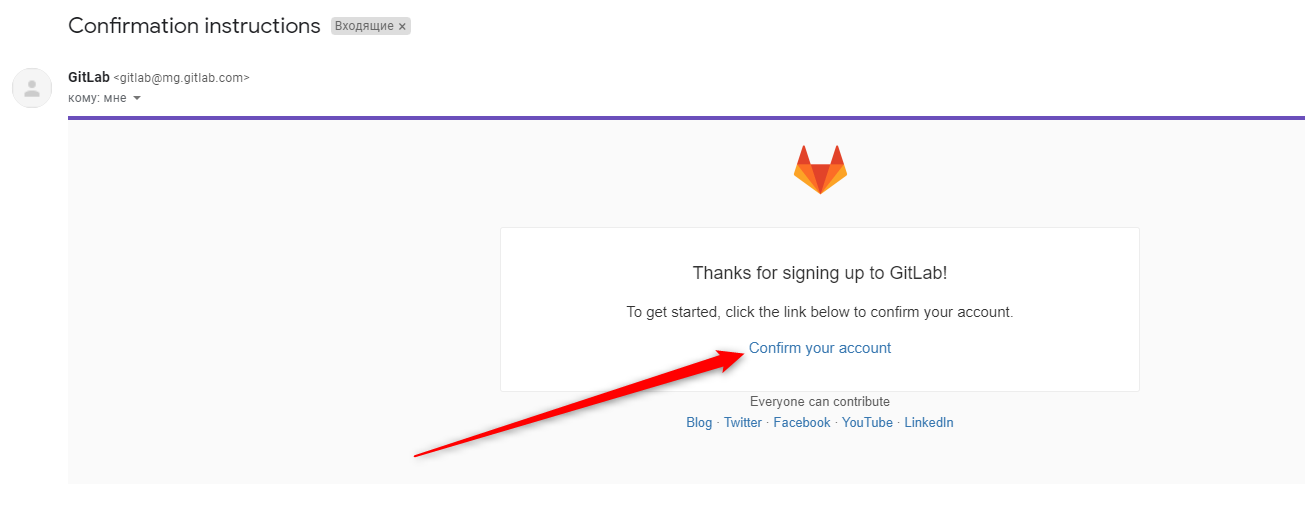 Confirmation instructions Входящие ×
GitLab <gitlab@mg.gitlab.com>
кому: мне
Thanks for signing up to GitLab!
To get started, click the link below to confirm your account.
Confirm your account
Everyone can contribute
Blog · Twitter · Facebook · YouTube · LinkedIn